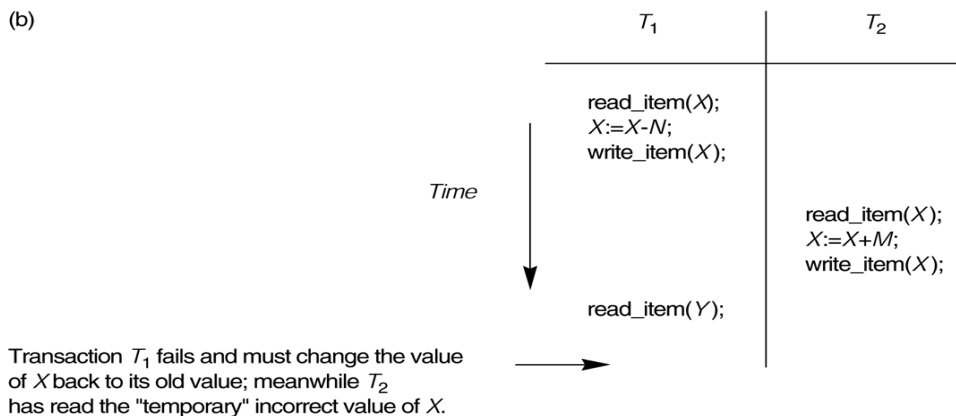 (b)
T1 T2
read_item(X);
X:=X-N;
write_item(X);
Time
read_item(X);
X:=X+M;
write_item(X);
read_item(Y);
Transaction T1 fails and must change the value
of X back to its old value; meanwhile T2
has read the "temporary" incorrect value of X.